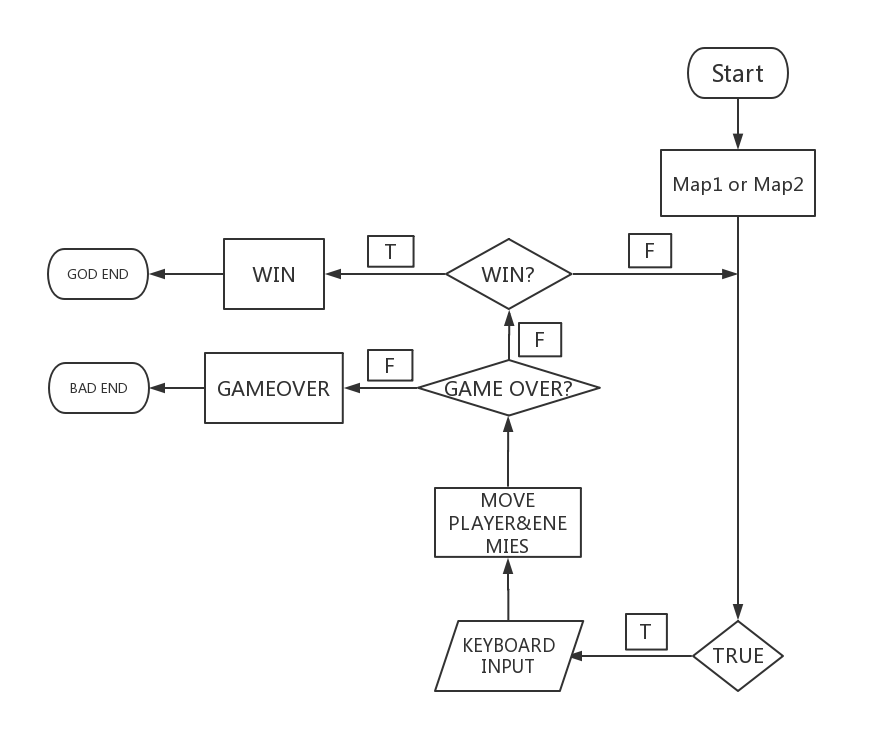 Start
Map1 or Map2
T
F
GOD END
WIN
WIN?
F
F
BAD END
GAMEOVER
GAME OVER?
MOVE
PLAYER&ENE
MIES
T
KEYBOARD
INPUT
TRUE